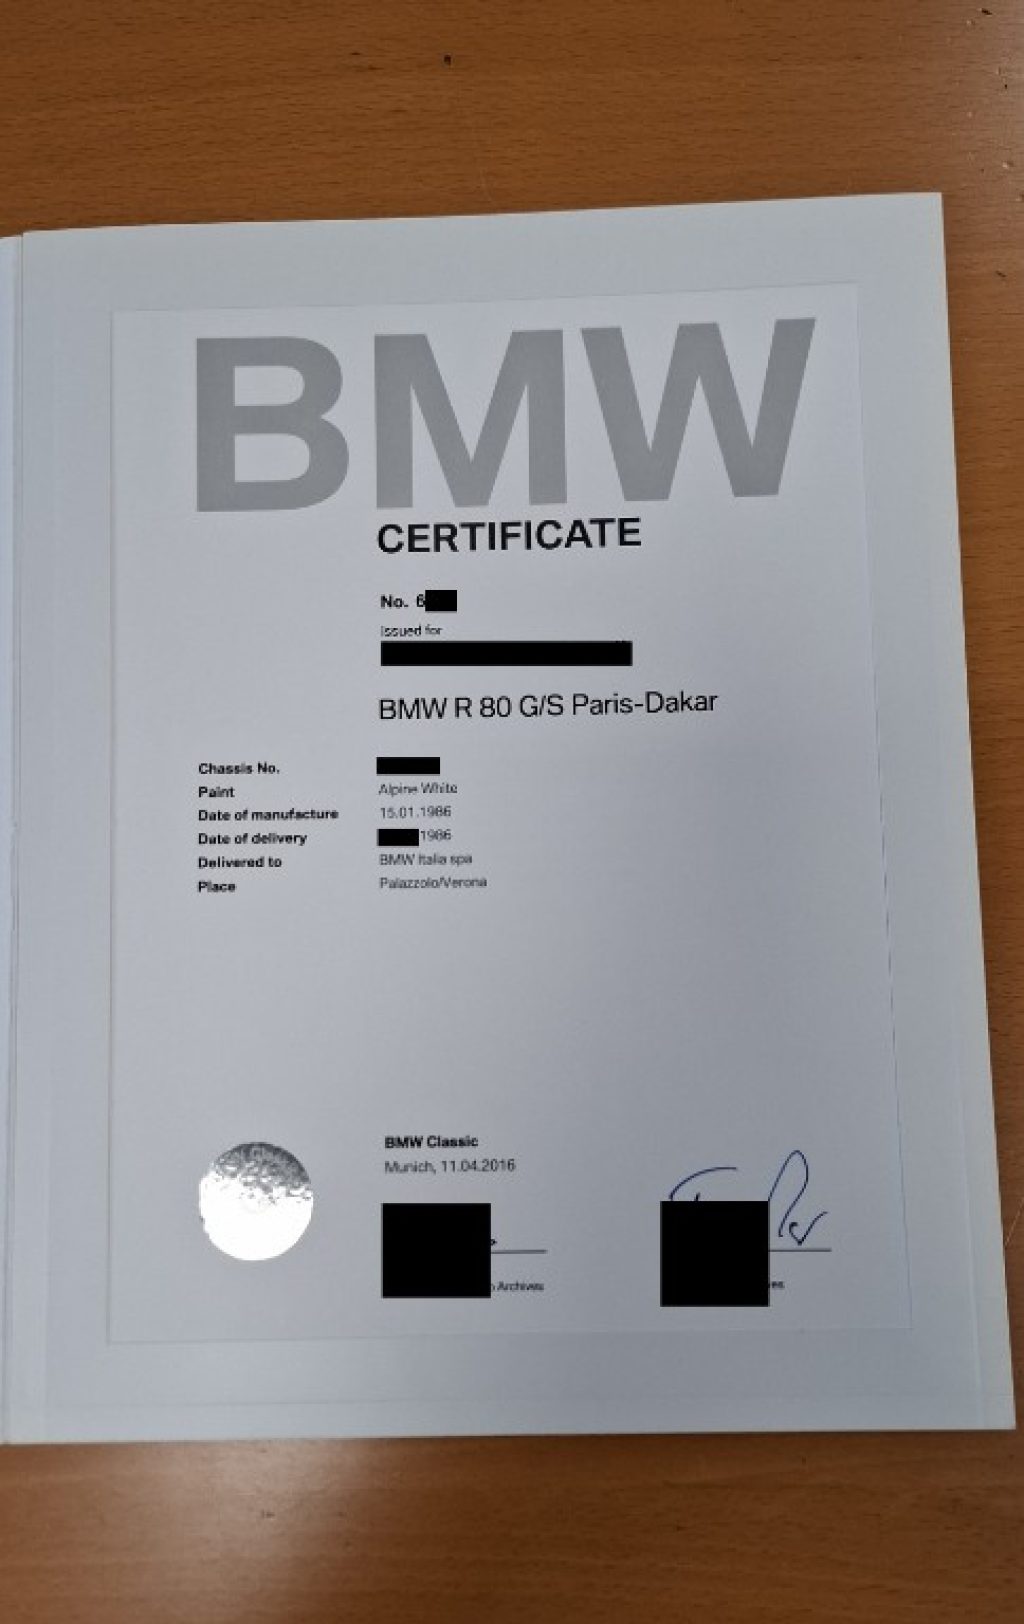 BMW
CERTIFICATE
No. 6
issued for
BMW R 80 G/S Paris-Dakar
Chassis No.
Paint Alpine White
Date of manufacture 15.01.1986
Date of delivery 1986
Delivered to BMW Italia spa
Place Palazzolo/Verona
BMW Classic
Munich, 11.04.2016
Archives